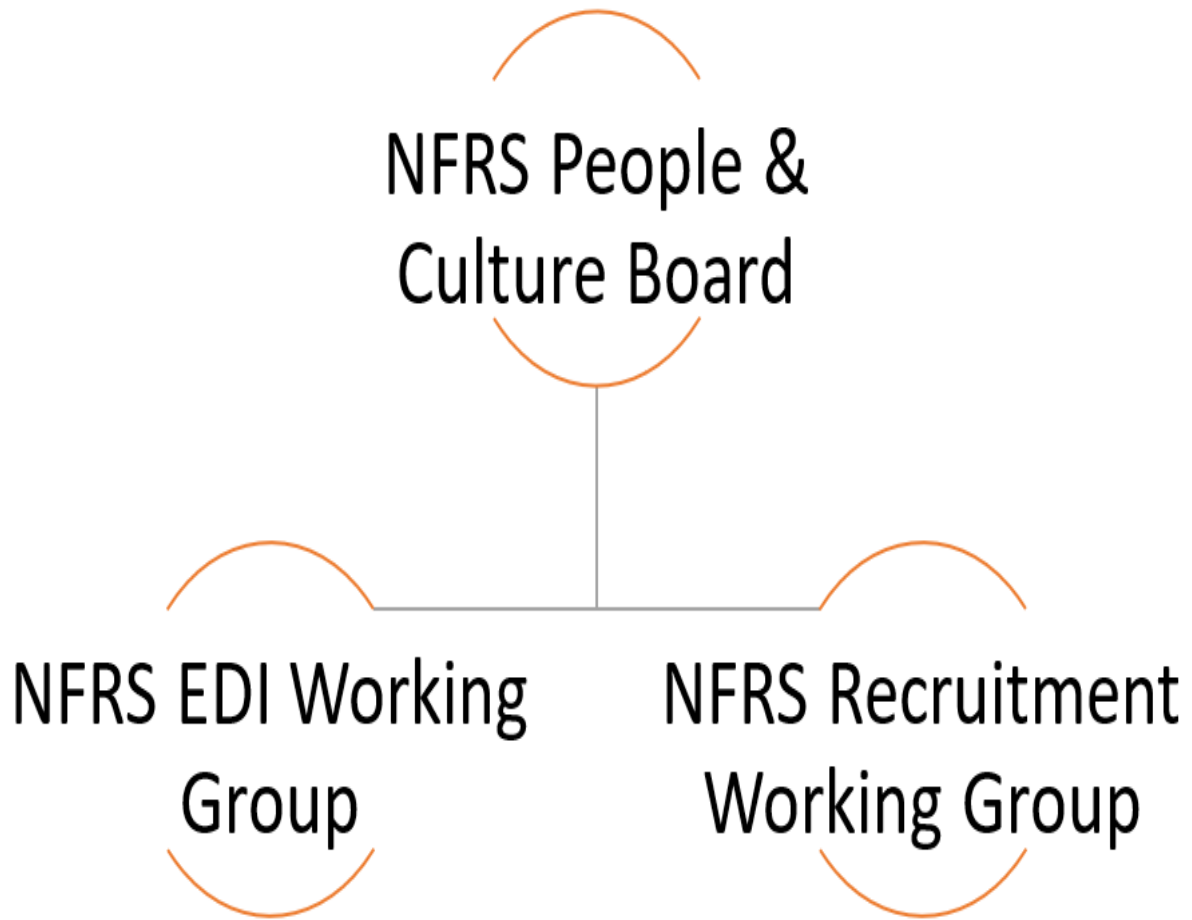 NFRS People &
Culture Board
NFRS EDI Working
Group
NFRS Recruitment
Working Group